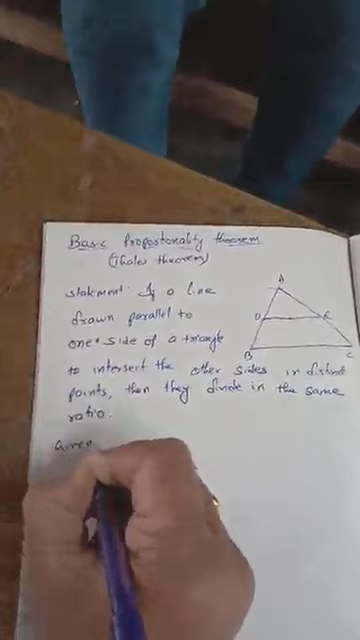 Basic Proportionality theorem
(Thales theorem)
Statement: If a line
drawn parallel to
one side of a triangle
to intersect the other sides in distinct
points, then they divide in the same
ratio.
Given
A
D E
B C